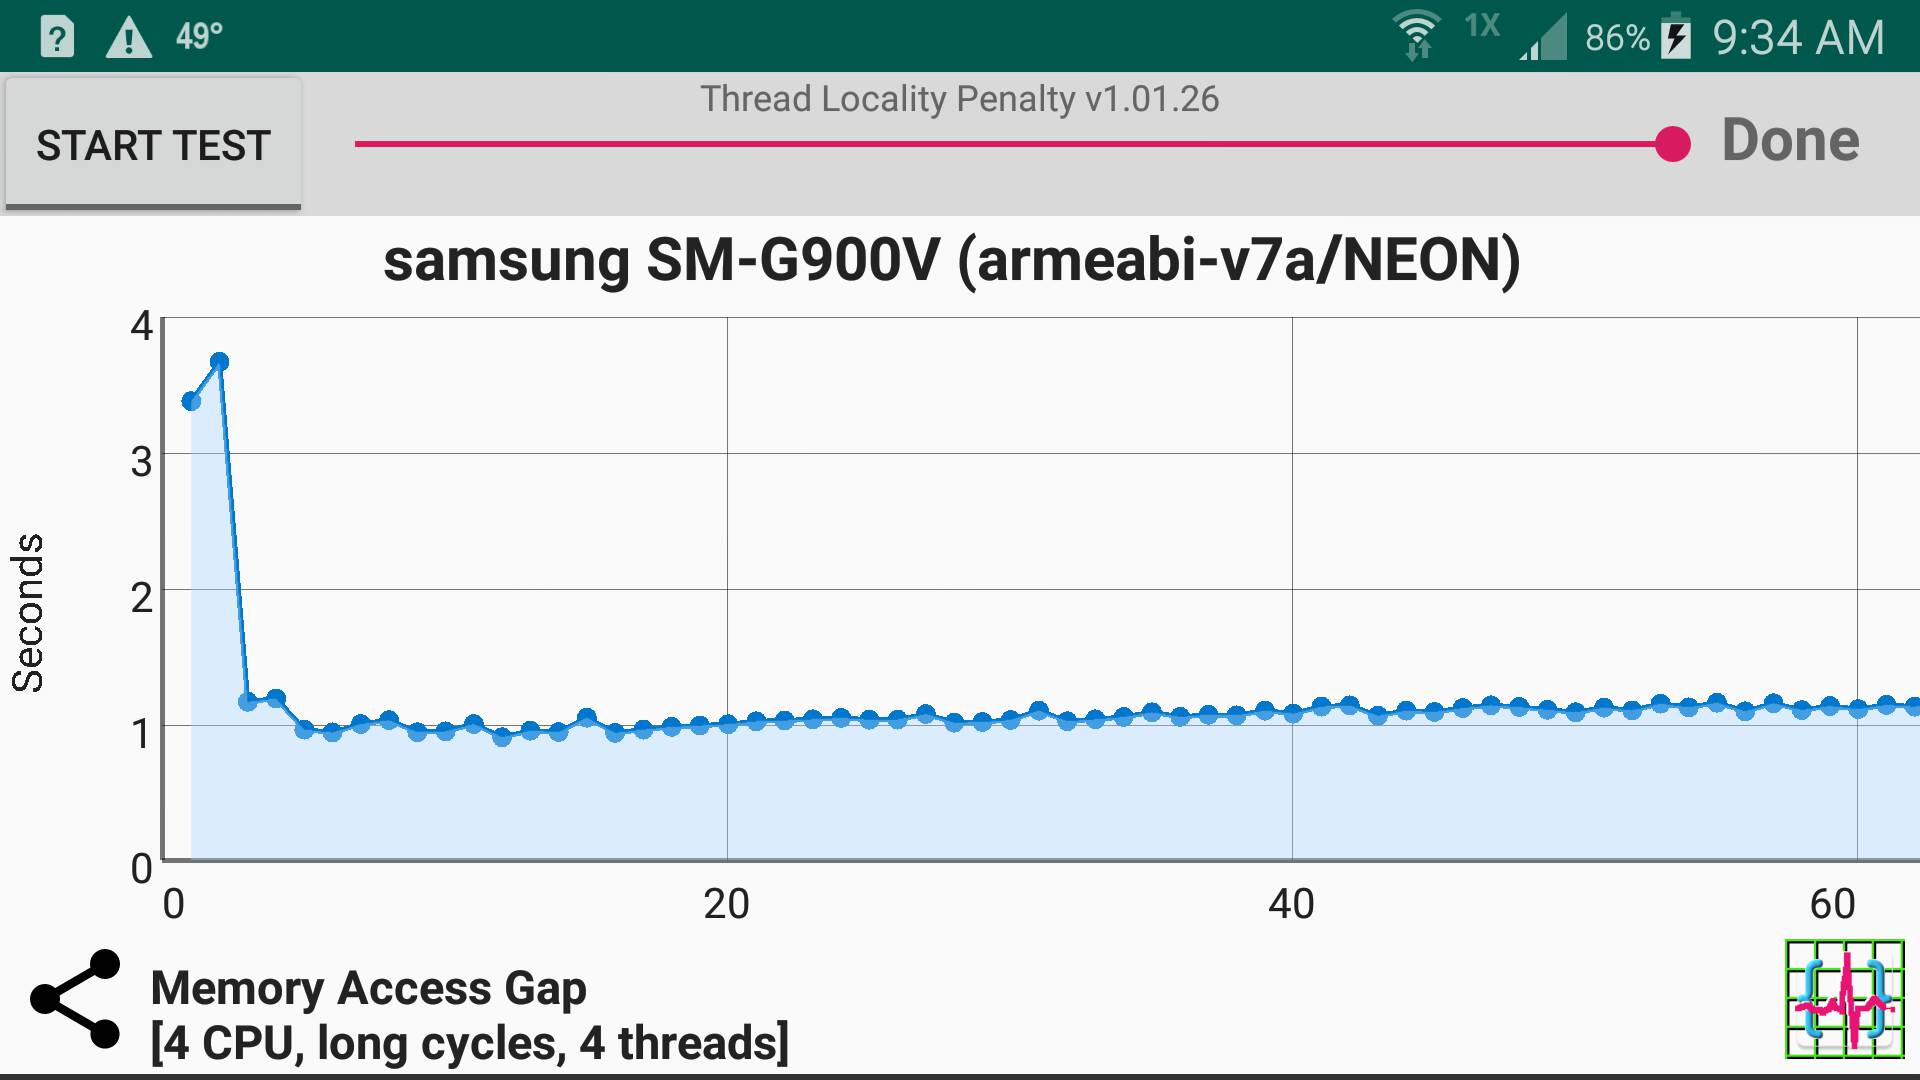 49°
1X 86% 9:34 AM
Thread Locality Penalty v1.01.26
START TEST
Done
samsung SM-G900V (armeabi-v7a/NEON)
4
3
2
1
0
Seconds
0 20 40 60
Memory Access Gap
[4 CPU, long cycles, 4 threads]